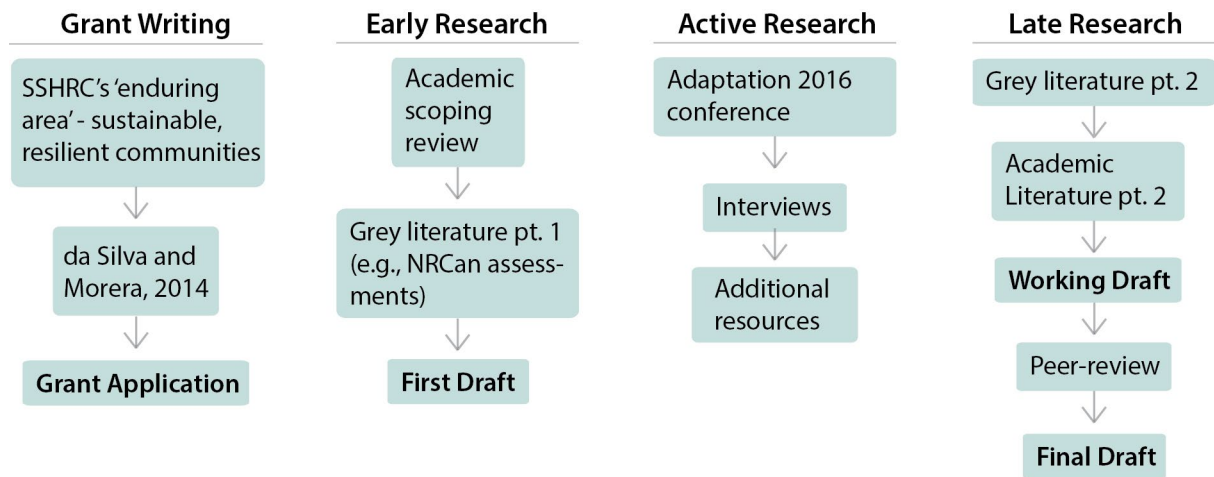 Grant Writing
SSHRC's 'enduring
area' - sustainable,
resilient communities
da Silva and
Morera, 2014
Grant Application
Early Research
Academic
scoping
review
Grey literature pt. 1
(e.g., NRCan assess-
ments)
First Draft
Active Research
Adaptation 2016
conference
Interviews
Additional
resources
Late Research
Grey literature pt. 2
Academic
Literature pt. 2
Working Draft
Peer-review
Final Draft